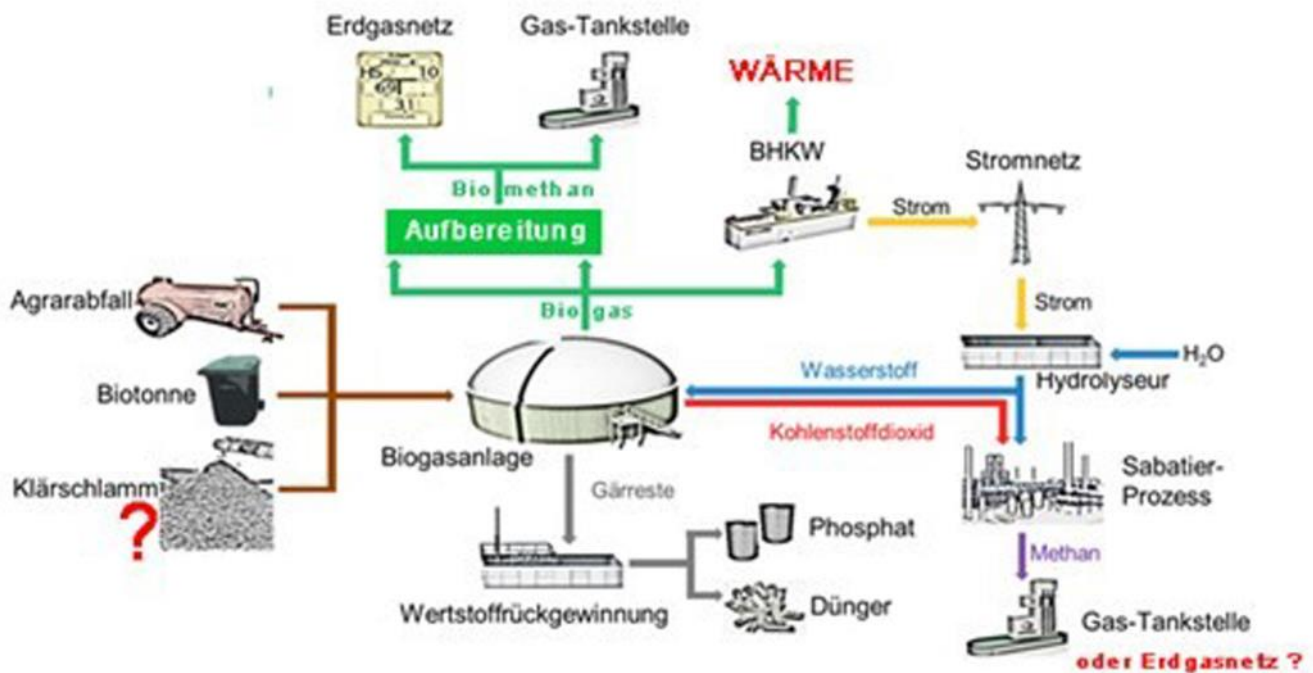 Erdgasnetz
Gas-Tankstelle
WÄRME
BHKW
Stromnetz
Biomethan
Strom
Aufbereitung
Agrarabfall
Biogas
Strom
H₂O
Wasserstoff
Hydrolyseur
Biotonne
Kohlenstoffdioxid
Biogasanlage
Sabatier-
Prozess
Klärschlamm
?
Gärreste
Phosphat
Methan
Wertstoffrückgewinnung
Dünger
Gas-Tankstelle
oder Erdgasnetz ?